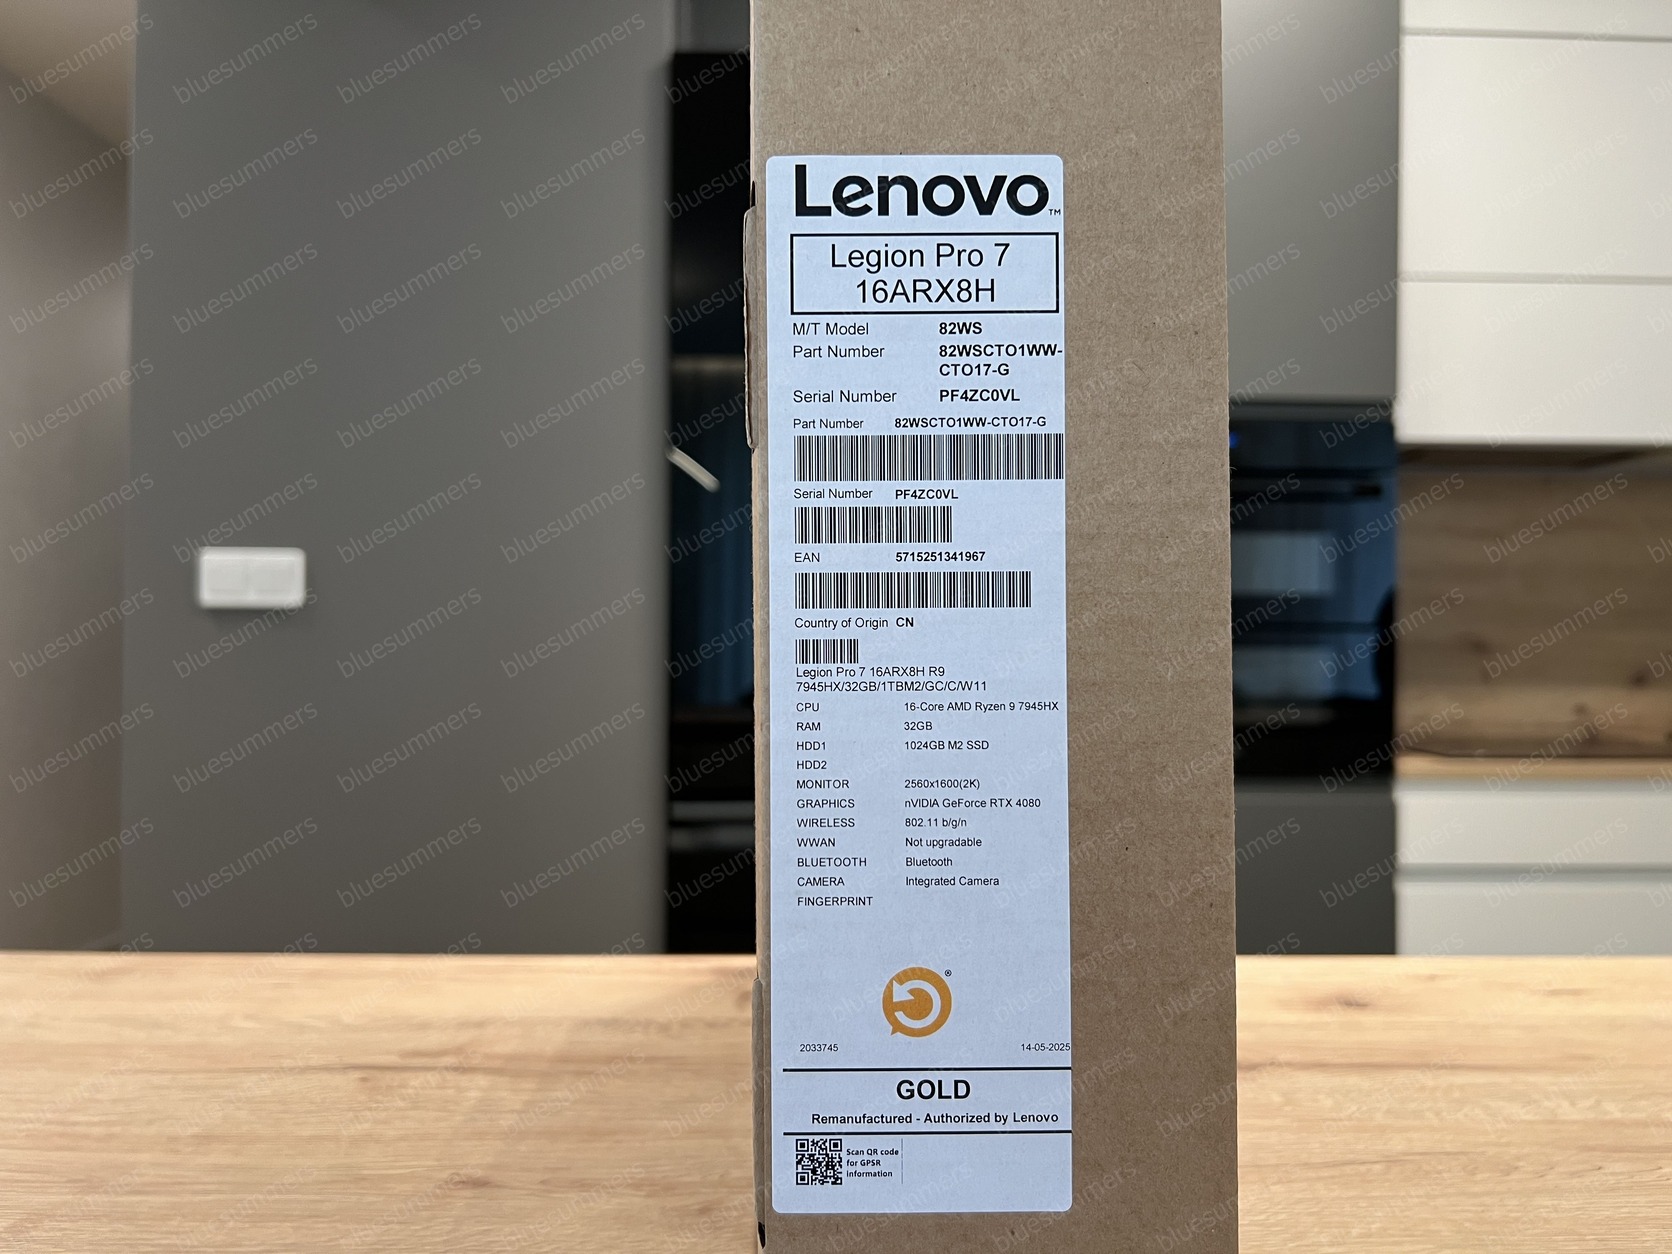 Lenovo™
Legion Pro 7
16ARX8H
M/T Model 82WS
Part Number 82WSCTO1WW-
CTO17-G
Serial Number PF4ZC0VL
Part Number 82WSCTO1WW-CTO17-G
Serial Number PF4ZC0VL
EAN 5715251341967
Country of Origin CN
Legion Pro 7 16ARX8H R9
7945HX/32GB/1TBM2/GC/C/W11
CPU 16-Core AMD Ryzen 9 7945HX
RAM 32GB
HDD1 1024GB M2 SSD
HDD2
MONITOR 2560x1600(2K)
GRAPHICS nVIDIA GeForce RTX 4080
WIRELESS 802.11 b/g/n
WWAN Not upgradable
BLUETOOTH Bluetooth
CAMERA Integrated Camera
FINGERPRINT
®
2033745 14-05-2025
GOLD
Remanufactured - Authorized by Lenovo
Scan QR code
for GPSR
information
bluesummers